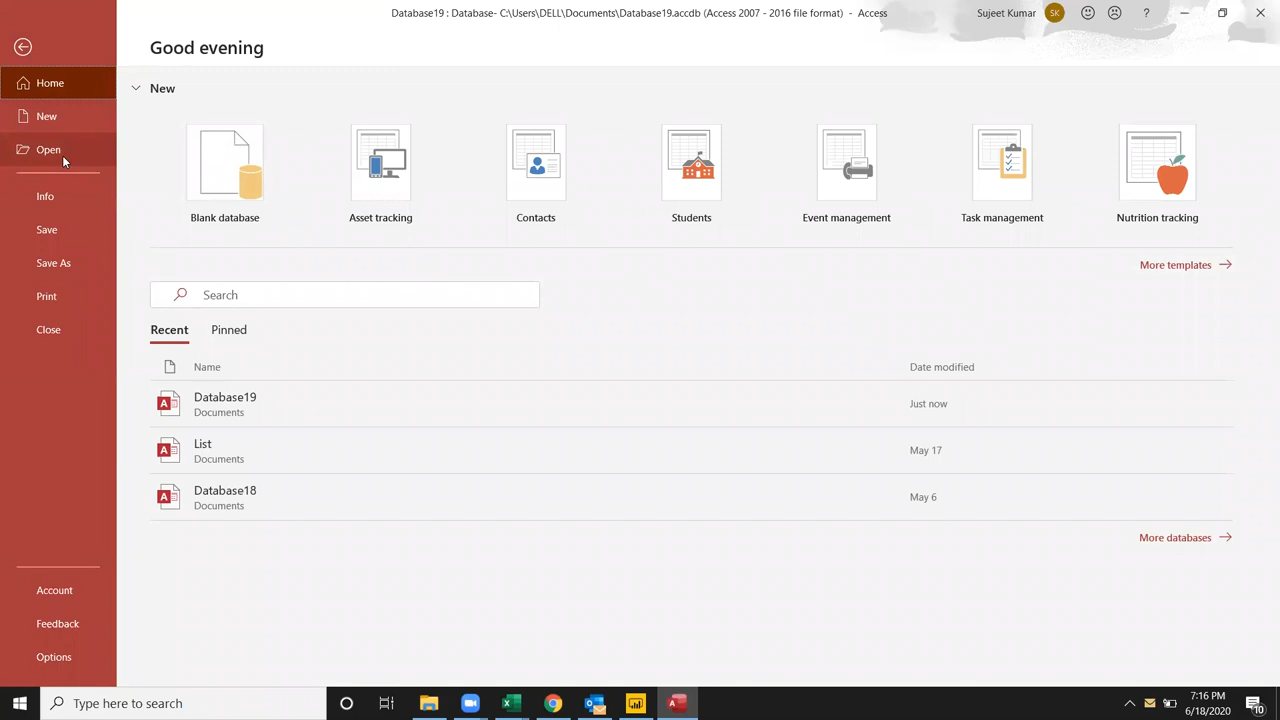 Database19 : Database- C:\Users\DELL\Documents\Database19.accdb (Access 2007 - 2016 file format) - Access
Sujeet Kumar
SK
?
Good evening
Home
New
Open
Info
Save
Save As
Print
Close
Account
Feedback
Options
New
Blank database
Asset tracking
Contacts
Students
Event management
Task management
Nutrition tracking
More templates
Search
Recent Pinned
Name Date modified
Database19
Documents
Just now
List
Documents
May 17
Database18
Documents
May 6
More databases
Type here to search
7:16 PM
6/18/2020
10